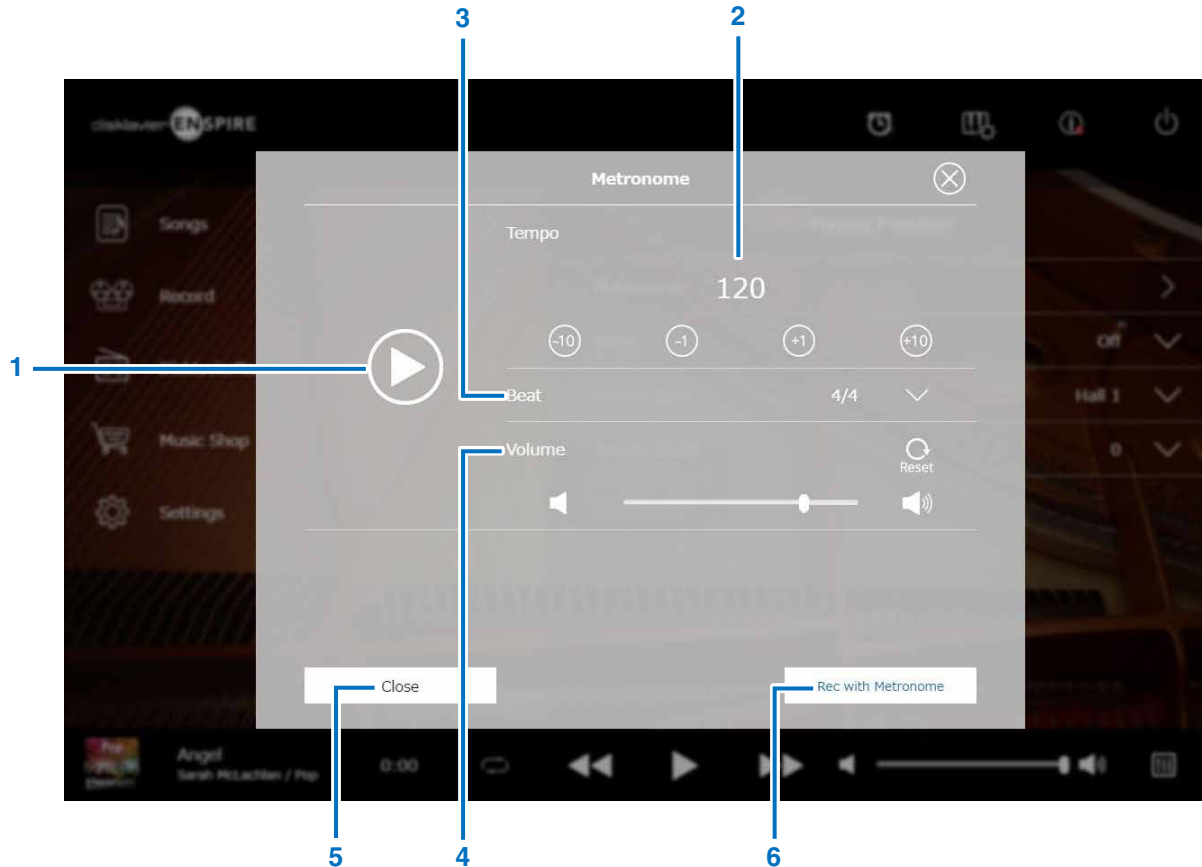 3 2
disklavier ENSPIRE
Metronome
Songs
Tempo
Record
120
-10 -1 +1 +10
Off
1
Beat 4/4
Hall 1
Music Shop
Volume
0
Reset
Settings
Close Rec with Metronome
Pop
Angel
Sarah McLachlan / Pop
0:00
5 4 6